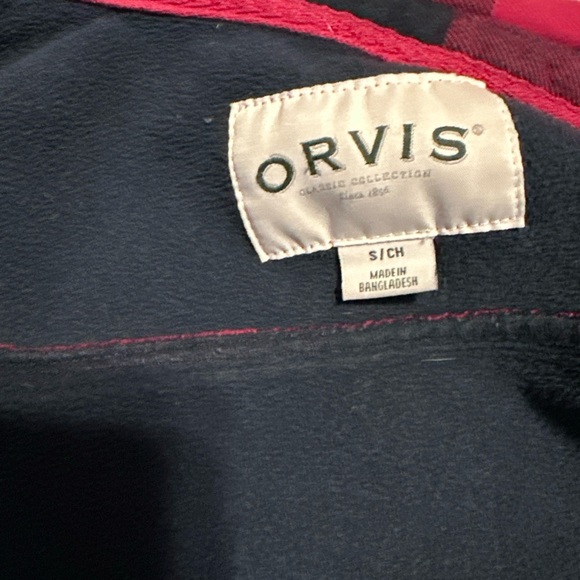 ORVIS®
CLASSIC COLLECTION
Since 1856
S/CH
MADE IN
BANGLADESH